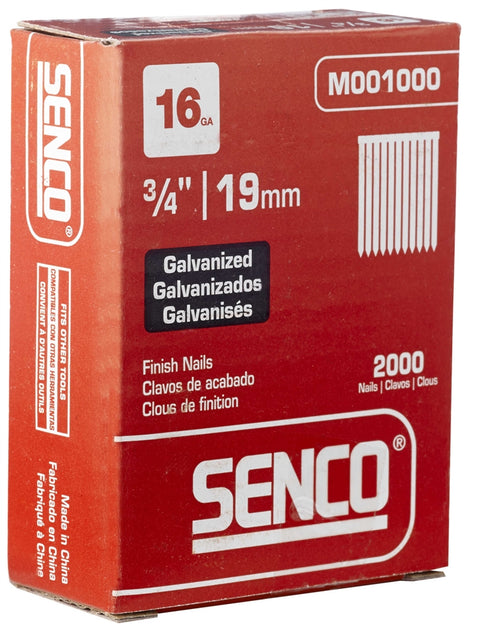 M001000
16 GA
3/4" | 19mm
Galvanized
Galvanizados
Galvanisés
Finish Nails
Clavos de acabado
Clous de finition
2000
Nails | Clavos | Clous
SENCO®
SENCO®
FITS OTHER TOOLS
COMPATIBLES CON OTRAS HERRAMIENTAS
CONVIENT À D'AUTRES OUTILS
Made in China
Fabricado en China
Fabriqué à Chine